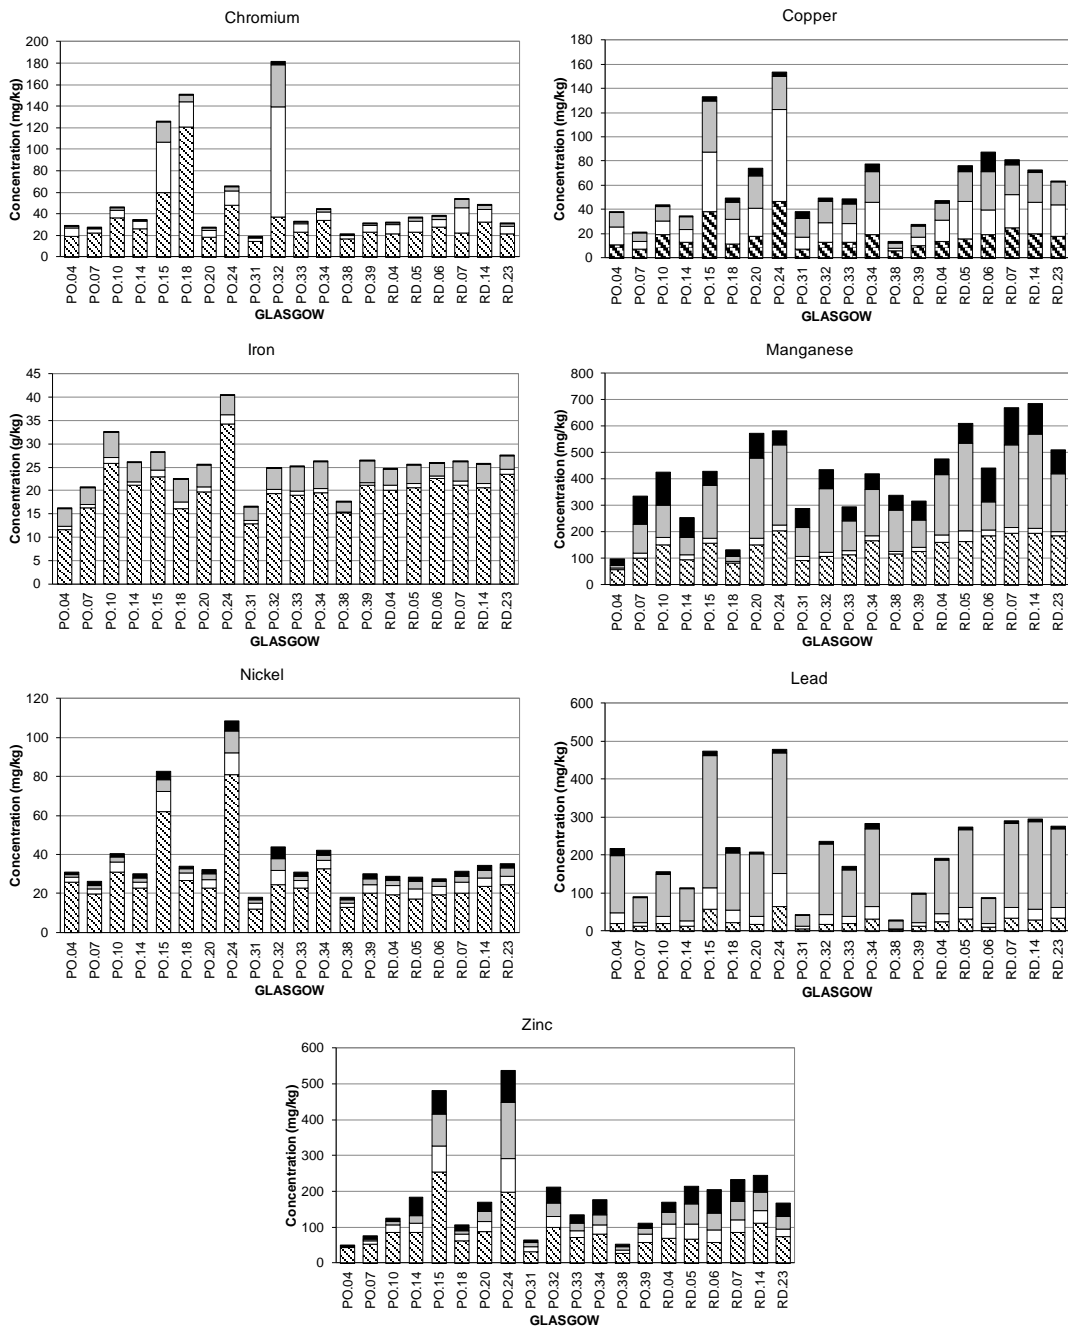 Chromium
Concentration (mg/kg)
200
180
160
140
120
100
80
60
40
20
0
PO.04 PO.07 PO.10 PO.14 PO.15 PO.18 PO.20 PO.24 PO.31 PO.32 PO.33 PO.34 PO.38 PO.39 RD.04 RD.05 RD.06 RD.07 RD.14 RD.23
GLASGOW
Copper
Concentration (mg/kg)
180
160
140
120
100
80
60
40
20
0
PO.04 PO.07 PO.10 PO.14 PO.15 PO.18 PO.20 PO.24 PO.31 PO.32 PO.33 PO.34 PO.38 PO.39 RD.04 RD.05 RD.06 RD.07 RD.14 RD.23
GLASGOW
Iron
Concentration (g/kg)
45
40
35
30
25
20
15
10
5
0
PO.04 PO.07 PO.10 PO.14 PO.15 PO.18 PO.20 PO.24 PO.31 PO.32 PO.33 PO.34 PO.38 PO.39 RD.04 RD.05 RD.06 RD.07 RD.14 RD.23
GLASGOW
Manganese
Concentration (mg/kg)
800
700
600
500
400
300
200
100
0
PO.04 PO.07 PO.10 PO.14 PO.15 PO.18 PO.20 PO.24 PO.31 PO.32 PO.33 PO.34 PO.38 PO.39 RD.04 RD.05 RD.06 RD.07 RD.14 RD.23
GLASGOW
Nickel
Concentration (mg/kg)
120
100
80
60
40
20
0
PO.04 PO.07 PO.10 PO.14 PO.15 PO.18 PO.20 PO.24 PO.31 PO.32 PO.33 PO.34 PO.38 PO.39 RD.04 RD.05 RD.06 RD.07 RD.14 RD.23
GLASGOW
Lead
Concentration (mg/kg)
600
500
400
300
200
100
0
PO.04 PO.07 PO.10 PO.14 PO.15 PO.18 PO.20 PO.24 PO.31 PO.32 PO.33 PO.34 PO.38 PO.39 RD.04 RD.05 RD.06 RD.07 RD.14 RD.23
GLASGOW
Zinc
Concentration (mg/kg)
600
500
400
300
200
100
0
PO.04 PO.07 PO.10 PO.14 PO.15 PO.18 PO.20 PO.24 PO.31 PO.32 PO.33 PO.34 PO.38 PO.39 RD.04 RD.05 RD.06 RD.07 RD.14 RD.23
GLASGOW